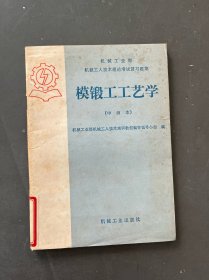 机械工业部
机械工人技术理论考试复习题集
模锻工工艺学
(中级本)
机械工业部机械工人技术培训教材编审领导小组 编
机械工业出版社